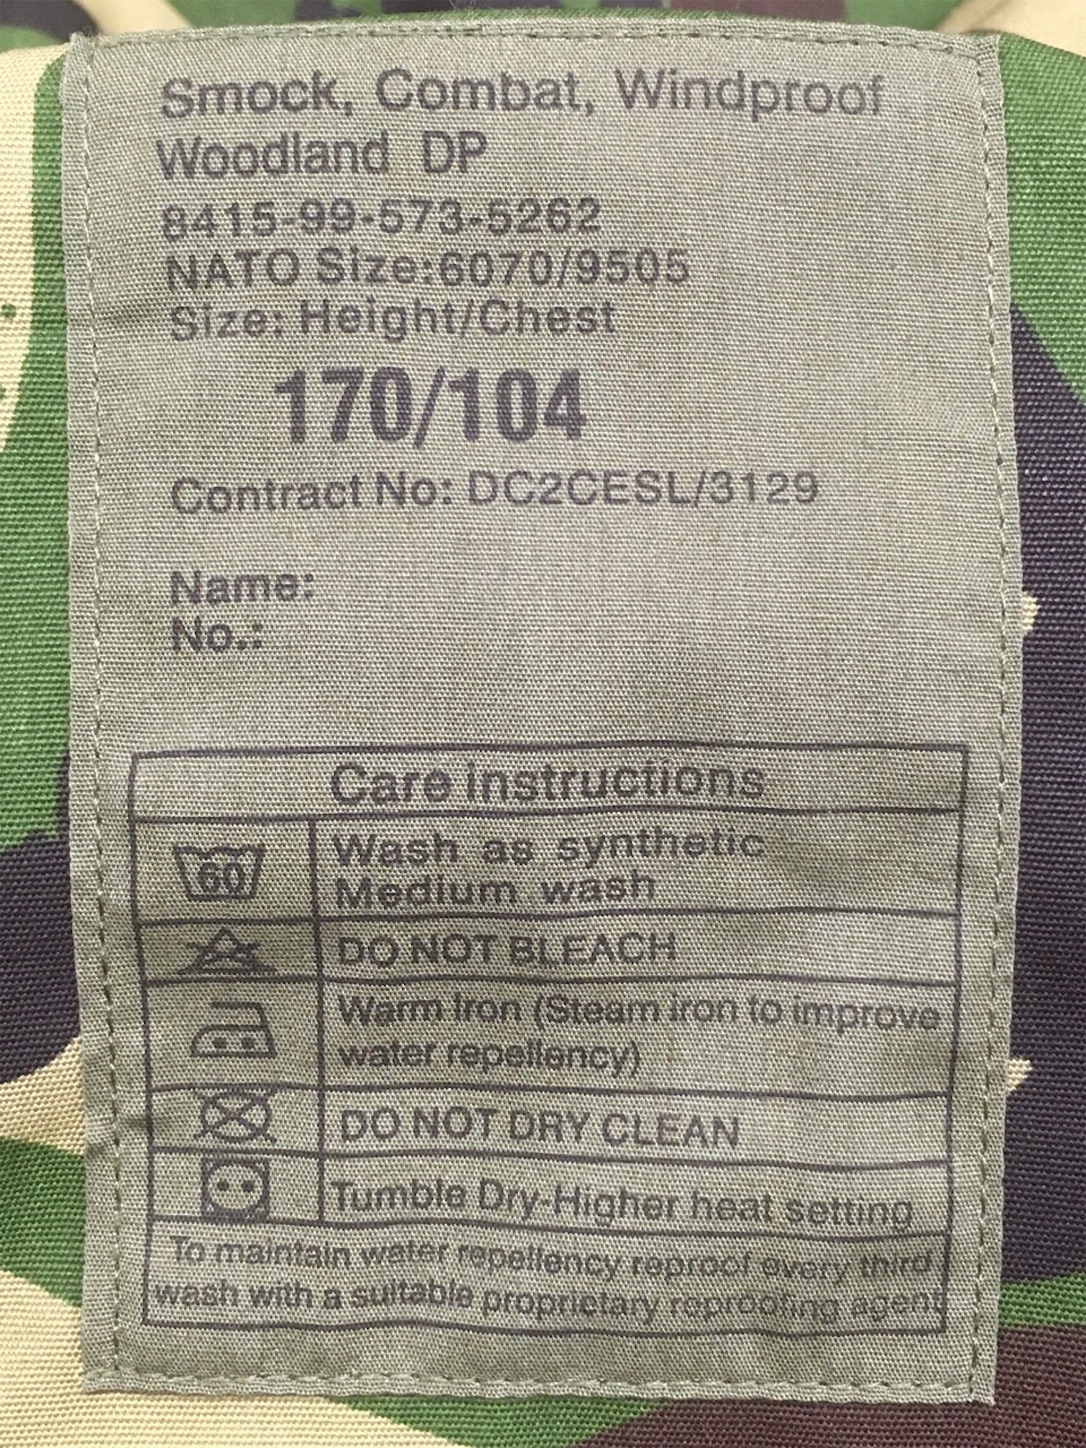 Smock, Combat, Windproof
Woodland DP
8415-99-573-5262
NATO Size:6070/9505
Size: Height/Chest
170/104
Contract No: DC2CESL/3129
Name:
No.:
Care instructions
60
Wash as synthetic
Medium wash
DO NOT BLEACH
Warm Iron (Steam iron to improve
water repellency)
DO NOT DRY CLEAN
Tumble Dry-Higher heat setting
To maintain water repellency reproof every third
wash with a suitable proprietary reproofing agent